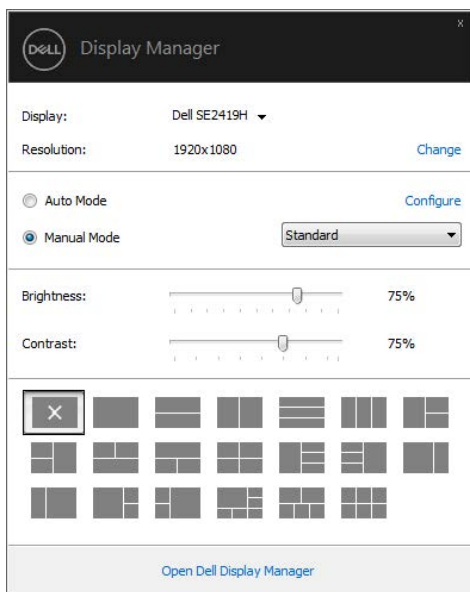 x
DELL Display Manager
Display: Dell SE2419H
Resolution: 1920x1080 Change
Auto Mode Configure
Manual Mode Standard
Brightness: 75%
Contrast: 75%
Open Dell Display Manager